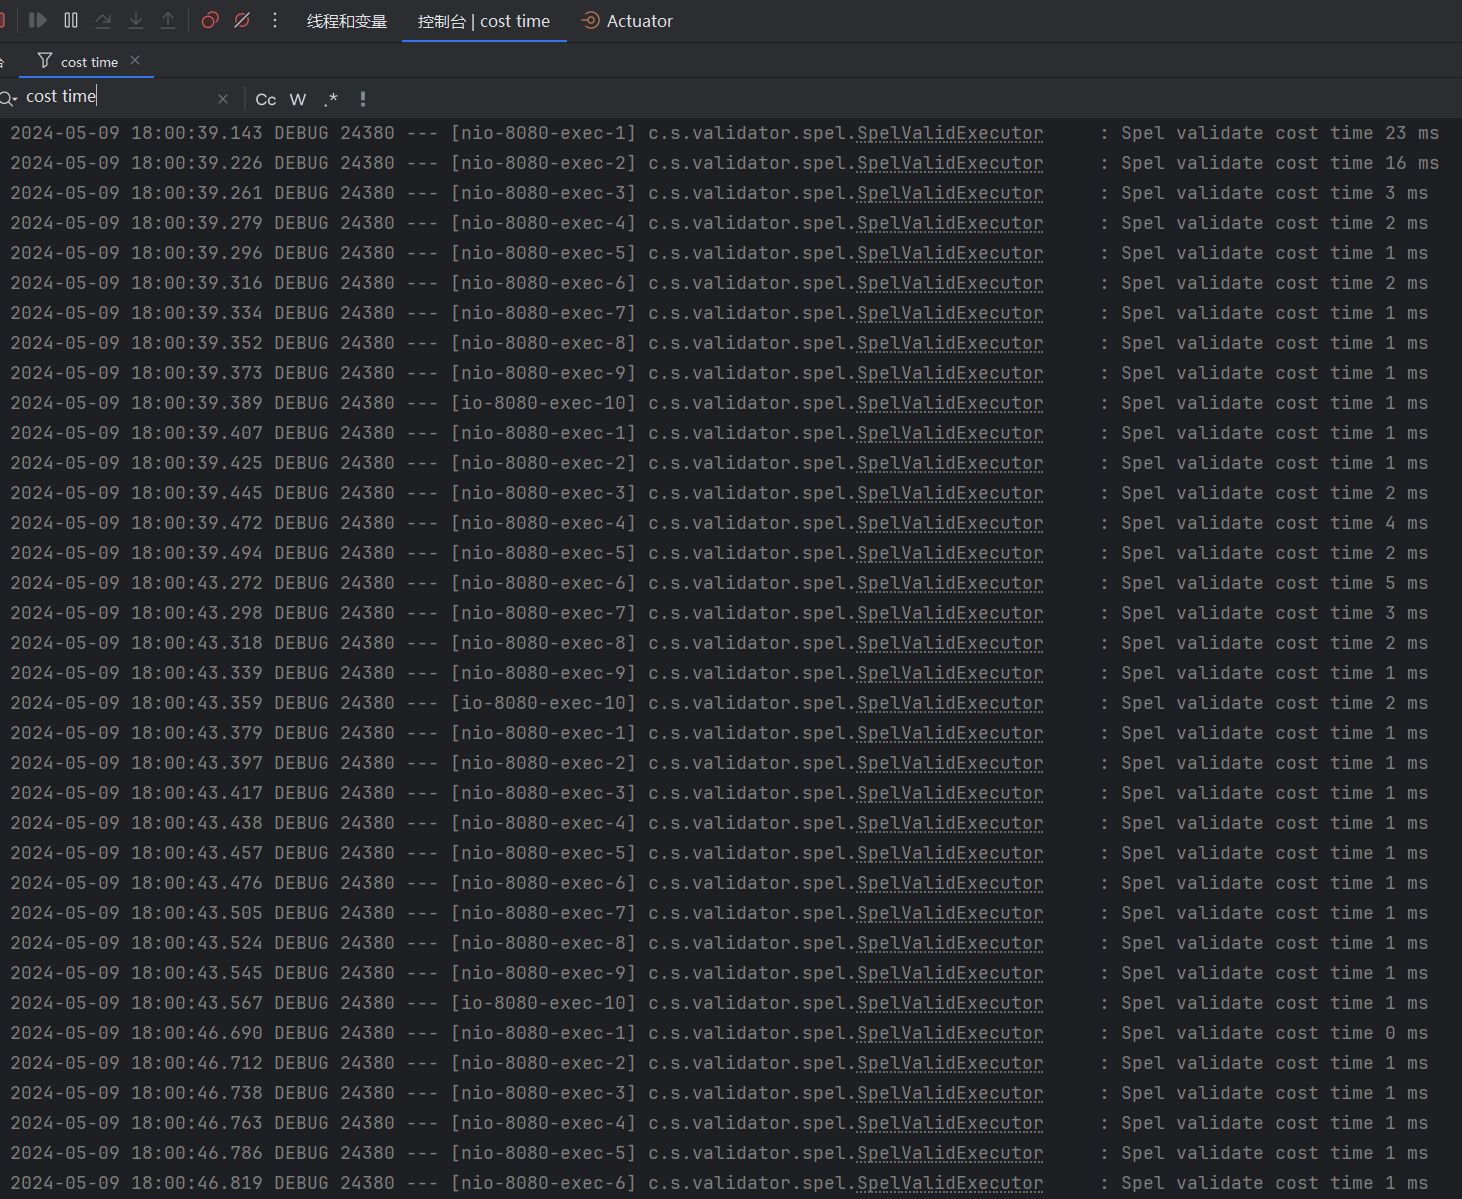 线程和变量 控制台 | cost time Actuator
cost time
cost time Cc W .* !
2024-05-09 18:00:39.143 DEBUG 24380 --- [nio-8080-exec-1] c.s.validator.spel.SpelValidExecutor : Spel validate cost time 23 ms
2024-05-09 18:00:39.226 DEBUG 24380 --- [nio-8080-exec-2] c.s.validator.spel.SpelValidExecutor : Spel validate cost time 16 ms
2024-05-09 18:00:39.261 DEBUG 24380 --- [nio-8080-exec-3] c.s.validator.spel.SpelValidExecutor : Spel validate cost time 3 ms
2024-05-09 18:00:39.279 DEBUG 24380 --- [nio-8080-exec-4] c.s.validator.spel.SpelValidExecutor : Spel validate cost time 2 ms
2024-05-09 18:00:39.296 DEBUG 24380 --- [nio-8080-exec-5] c.s.validator.spel.SpelValidExecutor : Spel validate cost time 1 ms
2024-05-09 18:00:39.316 DEBUG 24380 --- [nio-8080-exec-6] c.s.validator.spel.SpelValidExecutor : Spel validate cost time 2 ms
2024-05-09 18:00:39.334 DEBUG 24380 --- [nio-8080-exec-7] c.s.validator.spel.SpelValidExecutor : Spel validate cost time 1 ms
2024-05-09 18:00:39.352 DEBUG 24380 --- [nio-8080-exec-8] c.s.validator.spel.SpelValidExecutor : Spel validate cost time 1 ms
2024-05-09 18:00:39.373 DEBUG 24380 --- [nio-8080-exec-9] c.s.validator.spel.SpelValidExecutor : Spel validate cost time 1 ms
2024-05-09 18:00:39.389 DEBUG 24380 --- [io-8080-exec-10] c.s.validator.spel.SpelValidExecutor : Spel validate cost time 1 ms
2024-05-09 18:00:39.407 DEBUG 24380 --- [nio-8080-exec-1] c.s.validator.spel.SpelValidExecutor : Spel validate cost time 1 ms
2024-05-09 18:00:39.425 DEBUG 24380 --- [nio-8080-exec-2] c.s.validator.spel.SpelValidExecutor : Spel validate cost time 1 ms
2024-05-09 18:00:39.445 DEBUG 24380 --- [nio-8080-exec-3] c.s.validator.spel.SpelValidExecutor : Spel validate cost time 2 ms
2024-05-09 18:00:39.472 DEBUG 24380 --- [nio-8080-exec-4] c.s.validator.spel.SpelValidExecutor : Spel validate cost time 4 ms
2024-05-09 18:00:39.494 DEBUG 24380 --- [nio-8080-exec-5] c.s.validator.spel.SpelValidExecutor : Spel validate cost time 2 ms
2024-05-09 18:00:43.272 DEBUG 24380 --- [nio-8080-exec-6] c.s.validator.spel.SpelValidExecutor : Spel validate cost time 5 ms
2024-05-09 18:00:43.298 DEBUG 24380 --- [nio-8080-exec-7] c.s.validator.spel.SpelValidExecutor : Spel validate cost time 3 ms
2024-05-09 18:00:43.318 DEBUG 24380 --- [nio-8080-exec-8] c.s.validator.spel.SpelValidExecutor : Spel validate cost time 2 ms
2024-05-09 18:00:43.339 DEBUG 24380 --- [nio-8080-exec-9] c.s.validator.spel.SpelValidExecutor : Spel validate cost time 1 ms
2024-05-09 18:00:43.359 DEBUG 24380 --- [io-8080-exec-10] c.s.validator.spel.SpelValidExecutor : Spel validate cost time 2 ms
2024-05-09 18:00:43.379 DEBUG 24380 --- [nio-8080-exec-1] c.s.validator.spel.SpelValidExecutor : Spel validate cost time 1 ms
2024-05-09 18:00:43.397 DEBUG 24380 --- [nio-8080-exec-2] c.s.validator.spel.SpelValidExecutor : Spel validate cost time 1 ms
2024-05-09 18:00:43.417 DEBUG 24380 --- [nio-8080-exec-3] c.s.validator.spel.SpelValidExecutor : Spel validate cost time 1 ms
2024-05-09 18:00:43.438 DEBUG 24380 --- [nio-8080-exec-4] c.s.validator.spel.SpelValidExecutor : Spel validate cost time 1 ms
2024-05-09 18:00:43.457 DEBUG 24380 --- [nio-8080-exec-5] c.s.validator.spel.SpelValidExecutor : Spel validate cost time 1 ms
2024-05-09 18:00:43.476 DEBUG 24380 --- [nio-8080-exec-6] c.s.validator.spel.SpelValidExecutor : Spel validate cost time 1 ms
2024-05-09 18:00:43.505 DEBUG 24380 --- [nio-8080-exec-7] c.s.validator.spel.SpelValidExecutor : Spel validate cost time 1 ms
2024-05-09 18:00:43.524 DEBUG 24380 --- [nio-8080-exec-8] c.s.validator.spel.SpelValidExecutor : Spel validate cost time 1 ms
2024-05-09 18:00:43.545 DEBUG 24380 --- [nio-8080-exec-9] c.s.validator.spel.SpelValidExecutor : Spel validate cost time 1 ms
2024-05-09 18:00:43.567 DEBUG 24380 --- [io-8080-exec-10] c.s.validator.spel.SpelValidExecutor : Spel validate cost time 1 ms
2024-05-09 18:00:46.690 DEBUG 24380 --- [nio-8080-exec-1] c.s.validator.spel.SpelValidExecutor : Spel validate cost time 0 ms
2024-05-09 18:00:46.712 DEBUG 24380 --- [nio-8080-exec-2] c.s.validator.spel.SpelValidExecutor : Spel validate cost time 1 ms
2024-05-09 18:00:46.738 DEBUG 24380 --- [nio-8080-exec-3] c.s.validator.spel.SpelValidExecutor : Spel validate cost time 1 ms
2024-05-09 18:00:46.763 DEBUG 24380 --- [nio-8080-exec-4] c.s.validator.spel.SpelValidExecutor : Spel validate cost time 1 ms
2024-05-09 18:00:46.786 DEBUG 24380 --- [nio-8080-exec-5] c.s.validator.spel.SpelValidExecutor : Spel validate cost time 1 ms
2024-05-09 18:00:46.819 DEBUG 24380 --- [nio-8080-exec-6] c.s.validator.spel.SpelValidExecutor : Spel validate cost time 1 ms